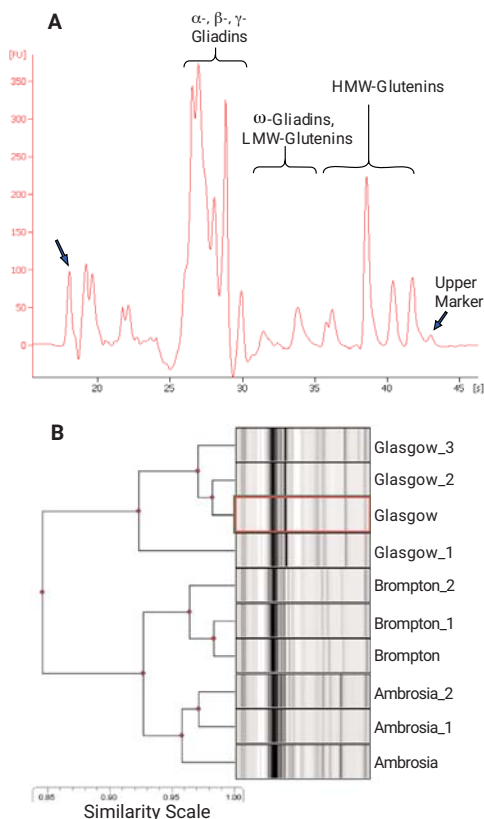 A
α-, β-, γ-
Gliadins
[FU]
HMW-Glutenins
ω-Gliadins,
LMW-Glutenins
350
300
250
200
150
100
50
0
Upper
Marker
20
25
30
35
40
45
[s]
B
Glasgow_3
Glasgow_2
Glasgow
Glasgow_1
Brompton_2
Brompton_1
Brompton
Ambrosia_2
Ambrosia_1
Ambrosia
0.85
0.90
0.95
1.00
Similarity Scale